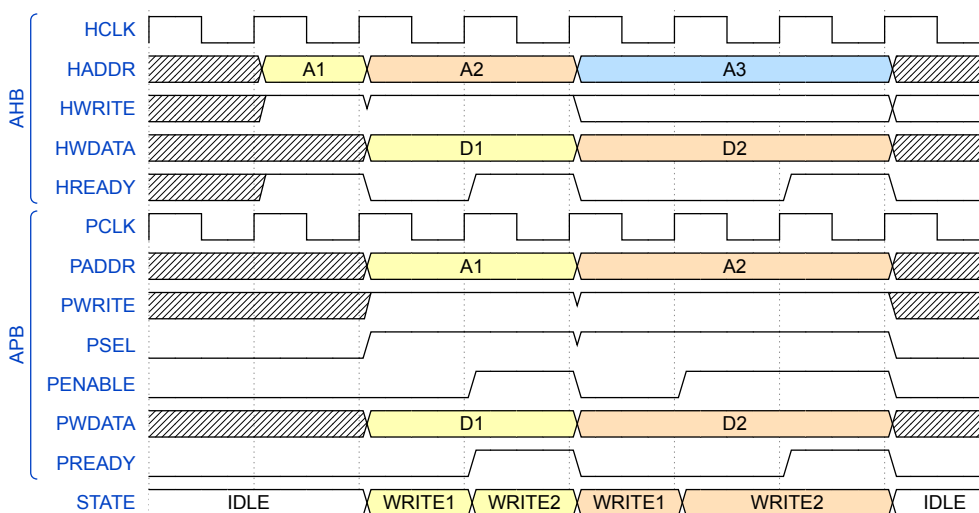 AHB
HCLK
HADDR A1 A2 A3
HWRITE
HWDATA D1 D2
HREADY
APB
PCLK
PADDR A1 A2
PWRITE
PSEL
PENABLE
PWDATA D1 D2
PREADY
STATE IDLE WRITE1 WRITE2 WRITE1 WRITE2 IDLE